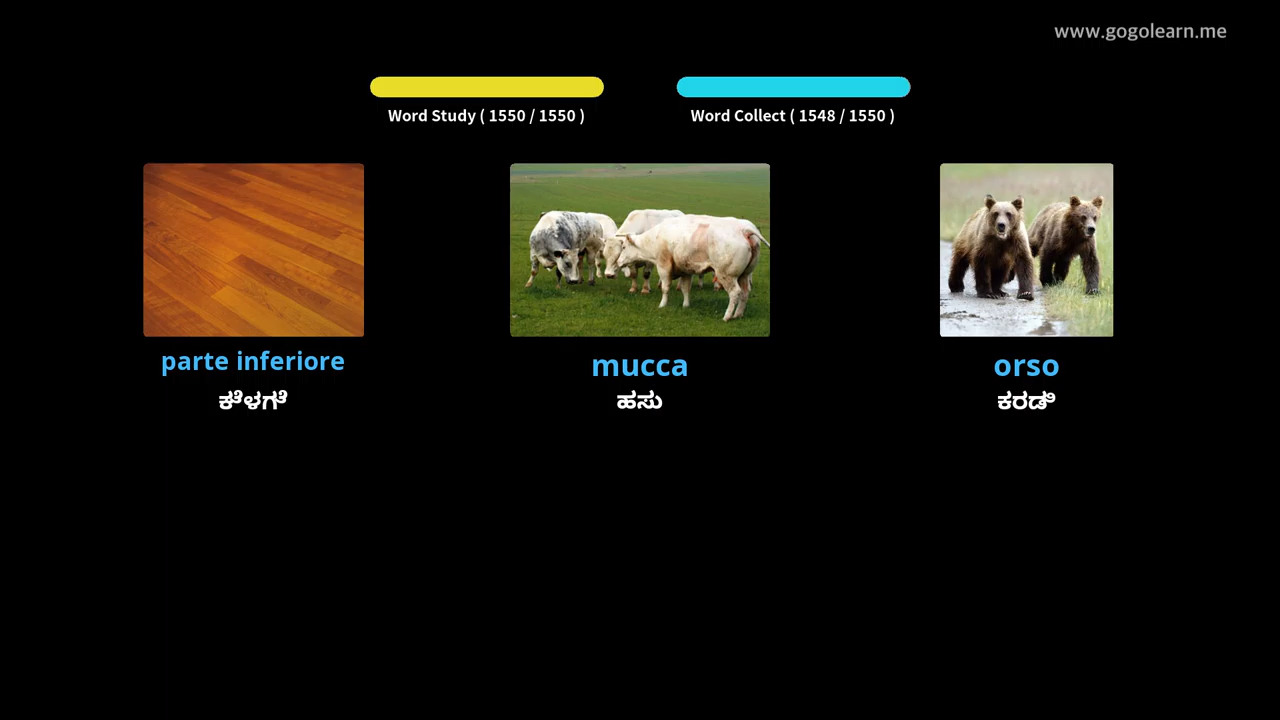 www.gogolearn.me
Word Study ( 1550 / 1550 )
Word Collect ( 1548 / 1550 )
parte inferiore
mucca
orso
ಕೆಳಗೆ
ಹಸು
ಕರಡಿ